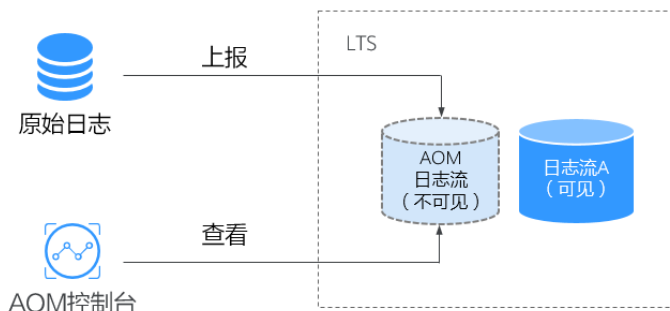 上报
LTS
原始日志
AOM
日志流
（不可见）
日志流A
（可见）
查看
AOM控制台